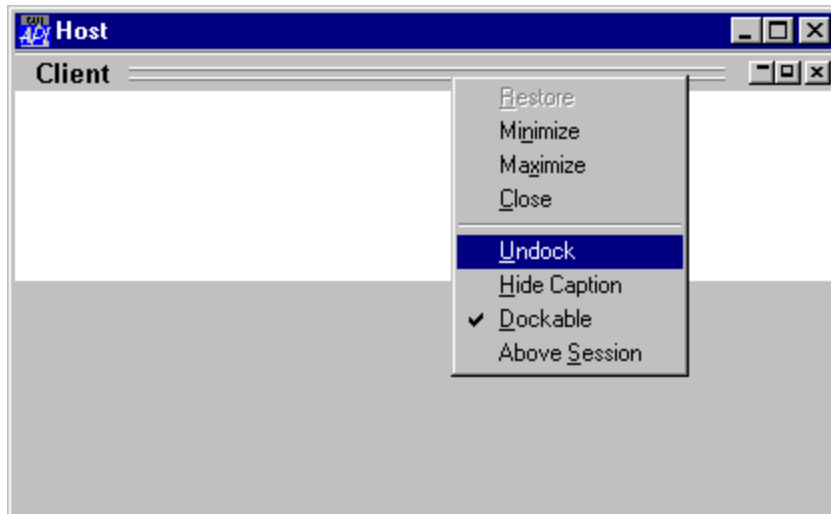 Host
Client
Restore
Minimize
Maximize
Close
Undock
Hide Caption
Dockable
Above Session